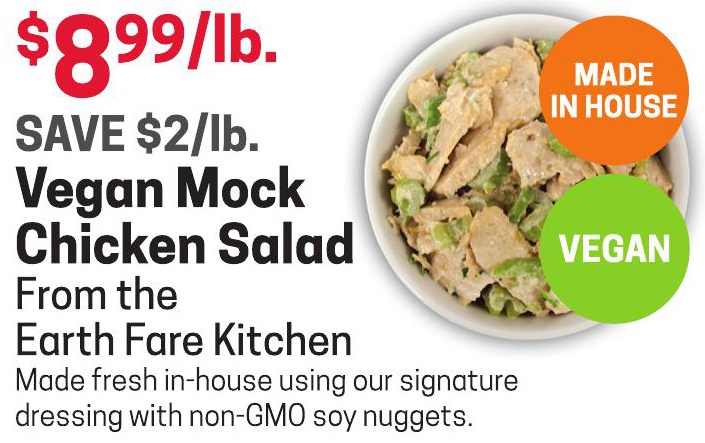 $8.99/lb.
SAVE $2/lb.
Vegan Mock
Chicken Salad
From the
Earth Fare Kitchen
Made fresh in-house using our signature
dressing with non-GMO soy nuggets.
MADE
IN HOUSE
VEGAN